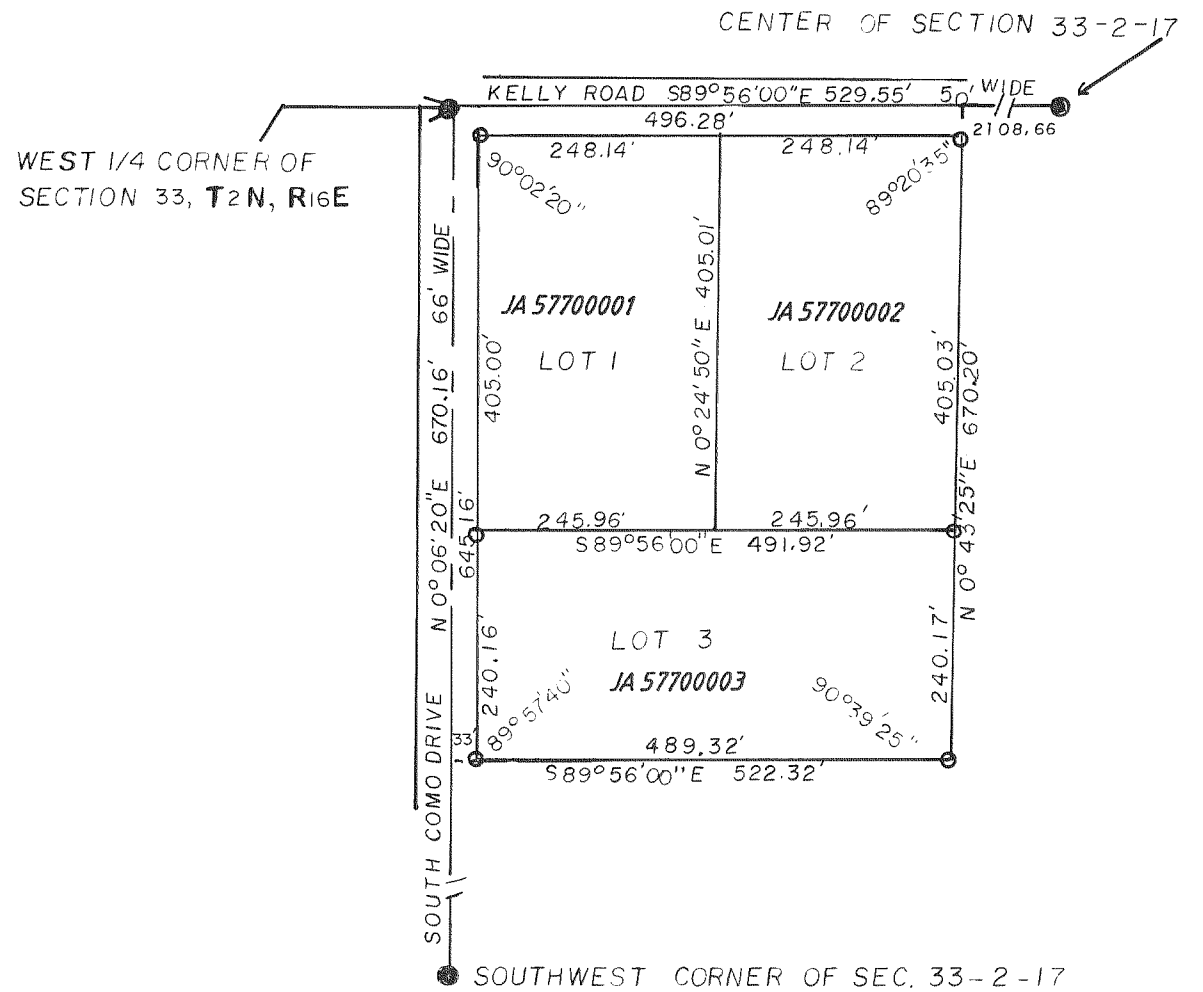 CENTER OF SECTION 33-2-17
KELLY ROAD S89°56'00"E 529.55' 50' WIDE
2108.66
496.28'
248.14'
248.14'
WEST 1/4 CORNER OF
SECTION 33, T2N, R16E
90°02'20"
89°20'35"
66' WIDE
N 0°06'20"E 670.16'
405.00'
645.16'
JA 57700001
LOT 1
N 0°24'50"E 405.01'
JA 57700002
LOT 2
405.03'
N 0°43'25"E 670.20'
245.96'
245.96'
S89°56'00"E 491.92'
LOT 3
JA 57700003
240.16'
240.17'
89°57'40"
90°39'25"
33'
489.32'
S89°56'00"E 522.32'
SOUTH COMO DRIVE
SOUTHWEST CORNER OF SEC. 33-2-17